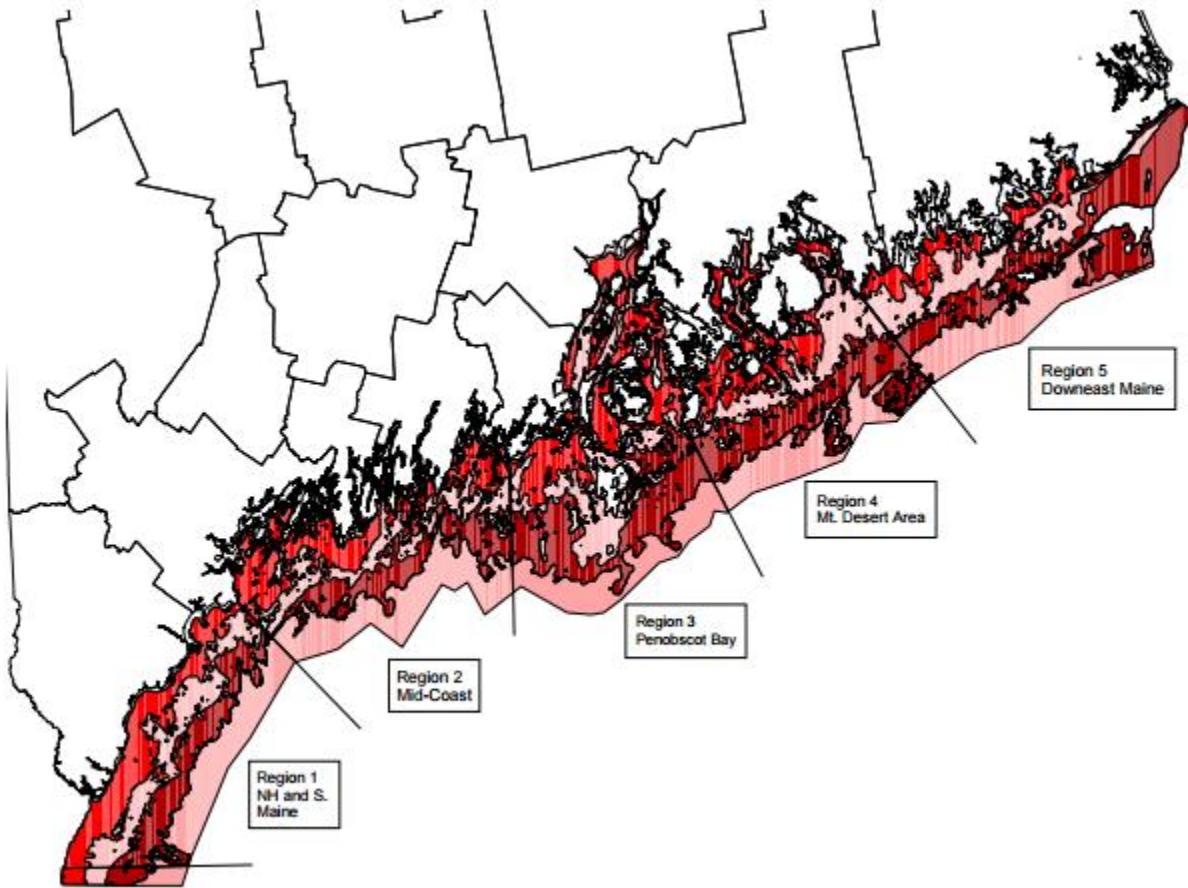 Region 5
Downeast Maine
Region 4
Mt. Desert Area
Region 3
Penobscot Bay
Region 2
Mid-Coast
Region 1
NH and S.
Maine